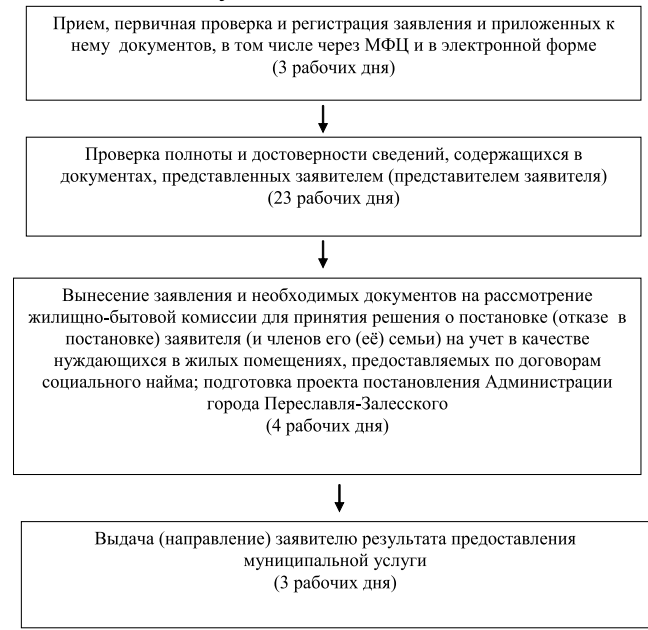 Прием, первичная проверка и регистрация заявления и приложенных к
нему документов, в том числе через МФЦ и в электронной форме
(3 рабочих дня)
Проверка полноты и достоверности сведений, содержащихся в
документах, представленных заявителем (представителем заявителя)
(23 рабочих дня)
Вынесение заявления и необходимых документов на рассмотрение
жилищно-бытовой комиссии для принятия решения о постановке (отказе в
постановке) заявителя (и членов его (её) семьи) на учет в качестве
нуждающихся в жилых помещениях, предоставляемых по договорам
социального найма; подготовка проекта постановления Администрации
города Переславля-Залесского
(4 рабочих дня)
Выдача (направление) заявителю результата предоставления
муниципальной услуги
(3 рабочих дня)